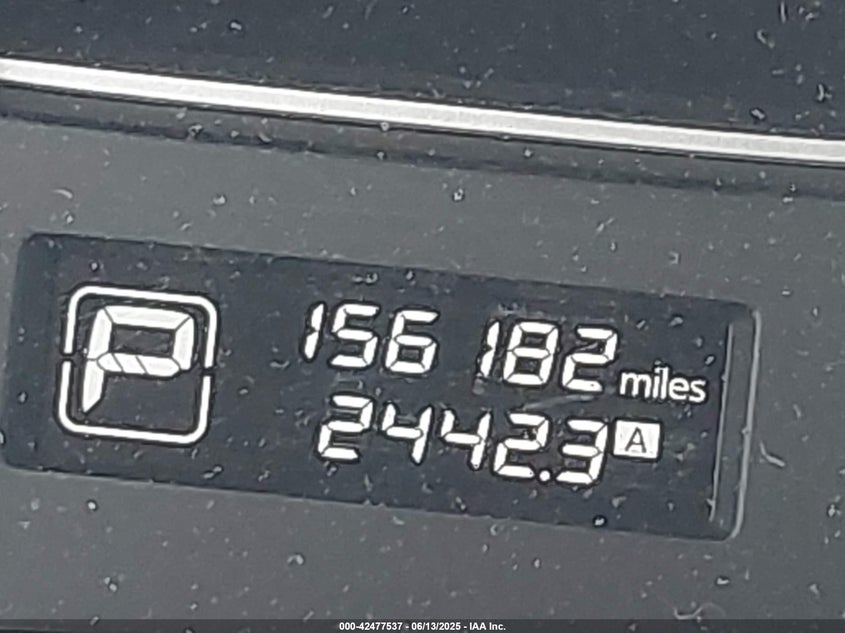 P
156 182 miles
2442.3 A
000-42477537 - 06/13/2025 - IAA Inc.